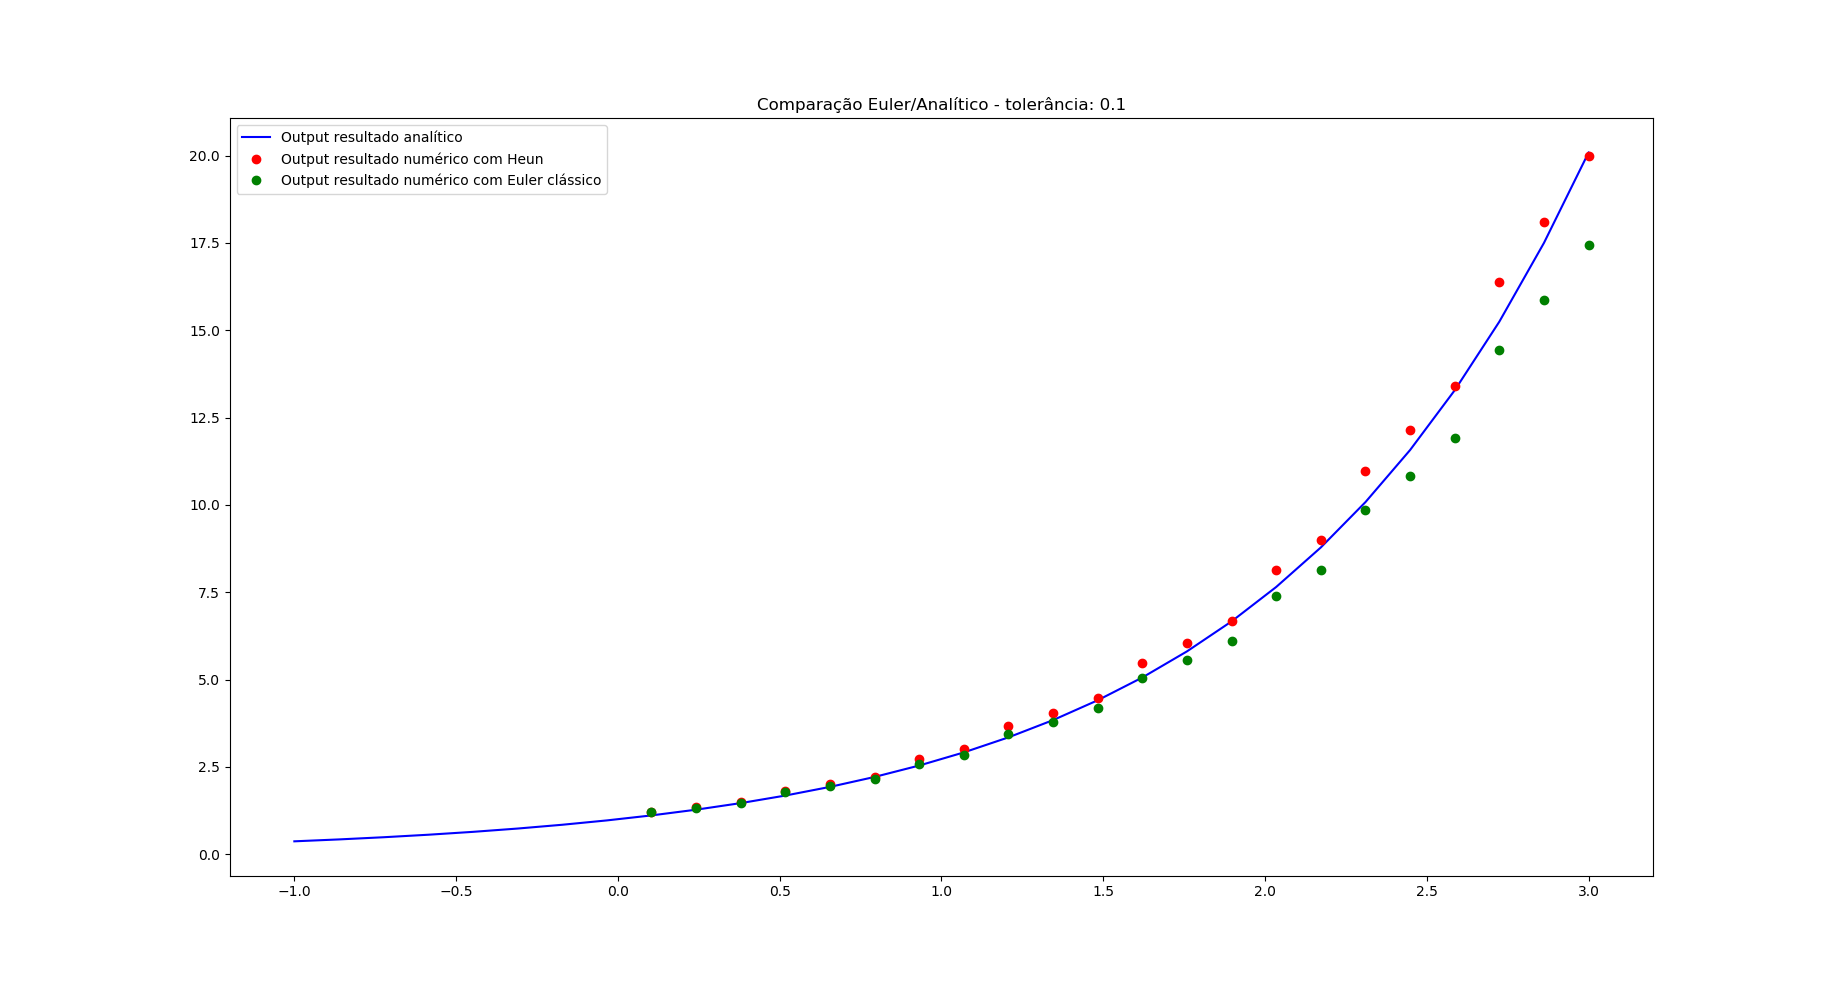 Comparação Euler/Analítico - tolerância: 0.1
Output resultado analítico
Output resultado numérico com Heun
Output resultado numérico com Euler clássico
20.0
17.5
15.0
12.5
10.0
7.5
5.0
2.5
0.0
−1.0 −0.5 0.0 0.5 1.0 1.5 2.0 2.5 3.0